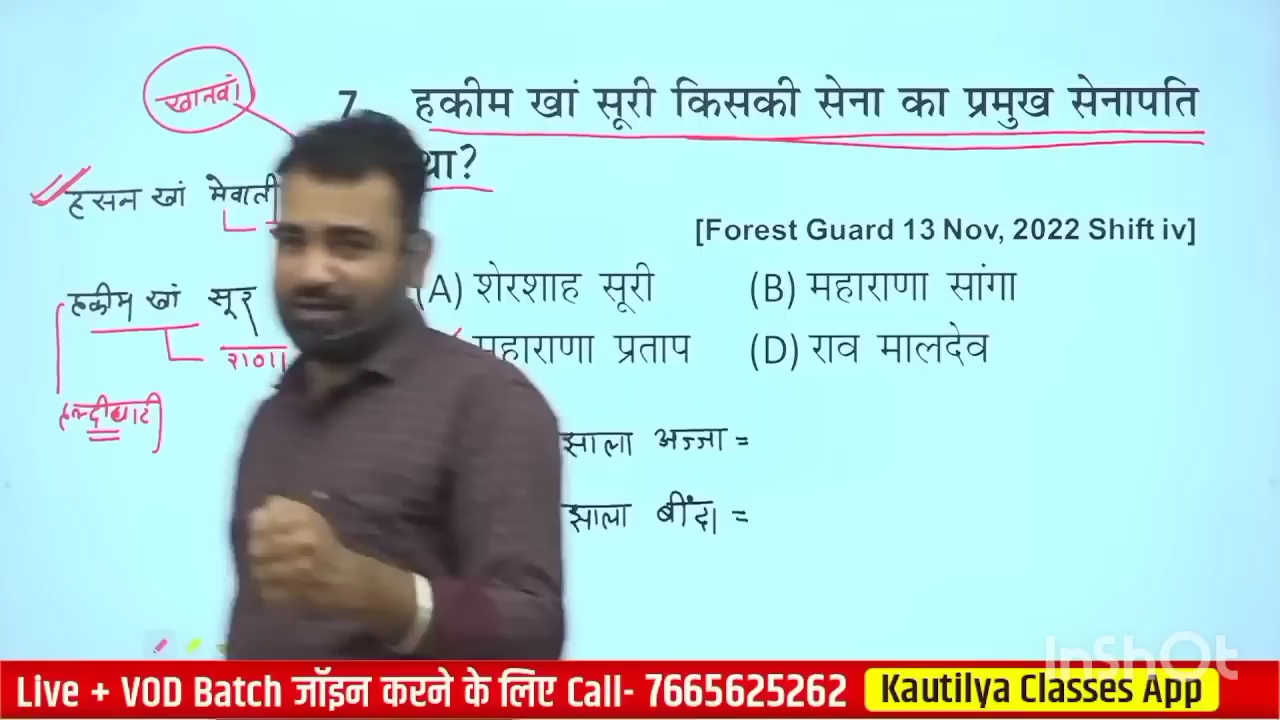 खानवा
7. हकीम खां सूरी किसकी सेना का प्रमुख सेनापति
था?
हसन खां मेवाती
[Forest Guard 13 Nov, 2022 Shift iv]
हकीम खां सूर
(A) शेरशाह सूरी (B) महाराणा सांगा
राणा
महाराणा प्रताप (D) राव मालदेव
हल्दीघाटी
झाला अज्जा =
झाला बींदा =
InShOt
Live + VOD Batch जॉइन करने के लिए Call- 7665625262 Kautilya Classes App